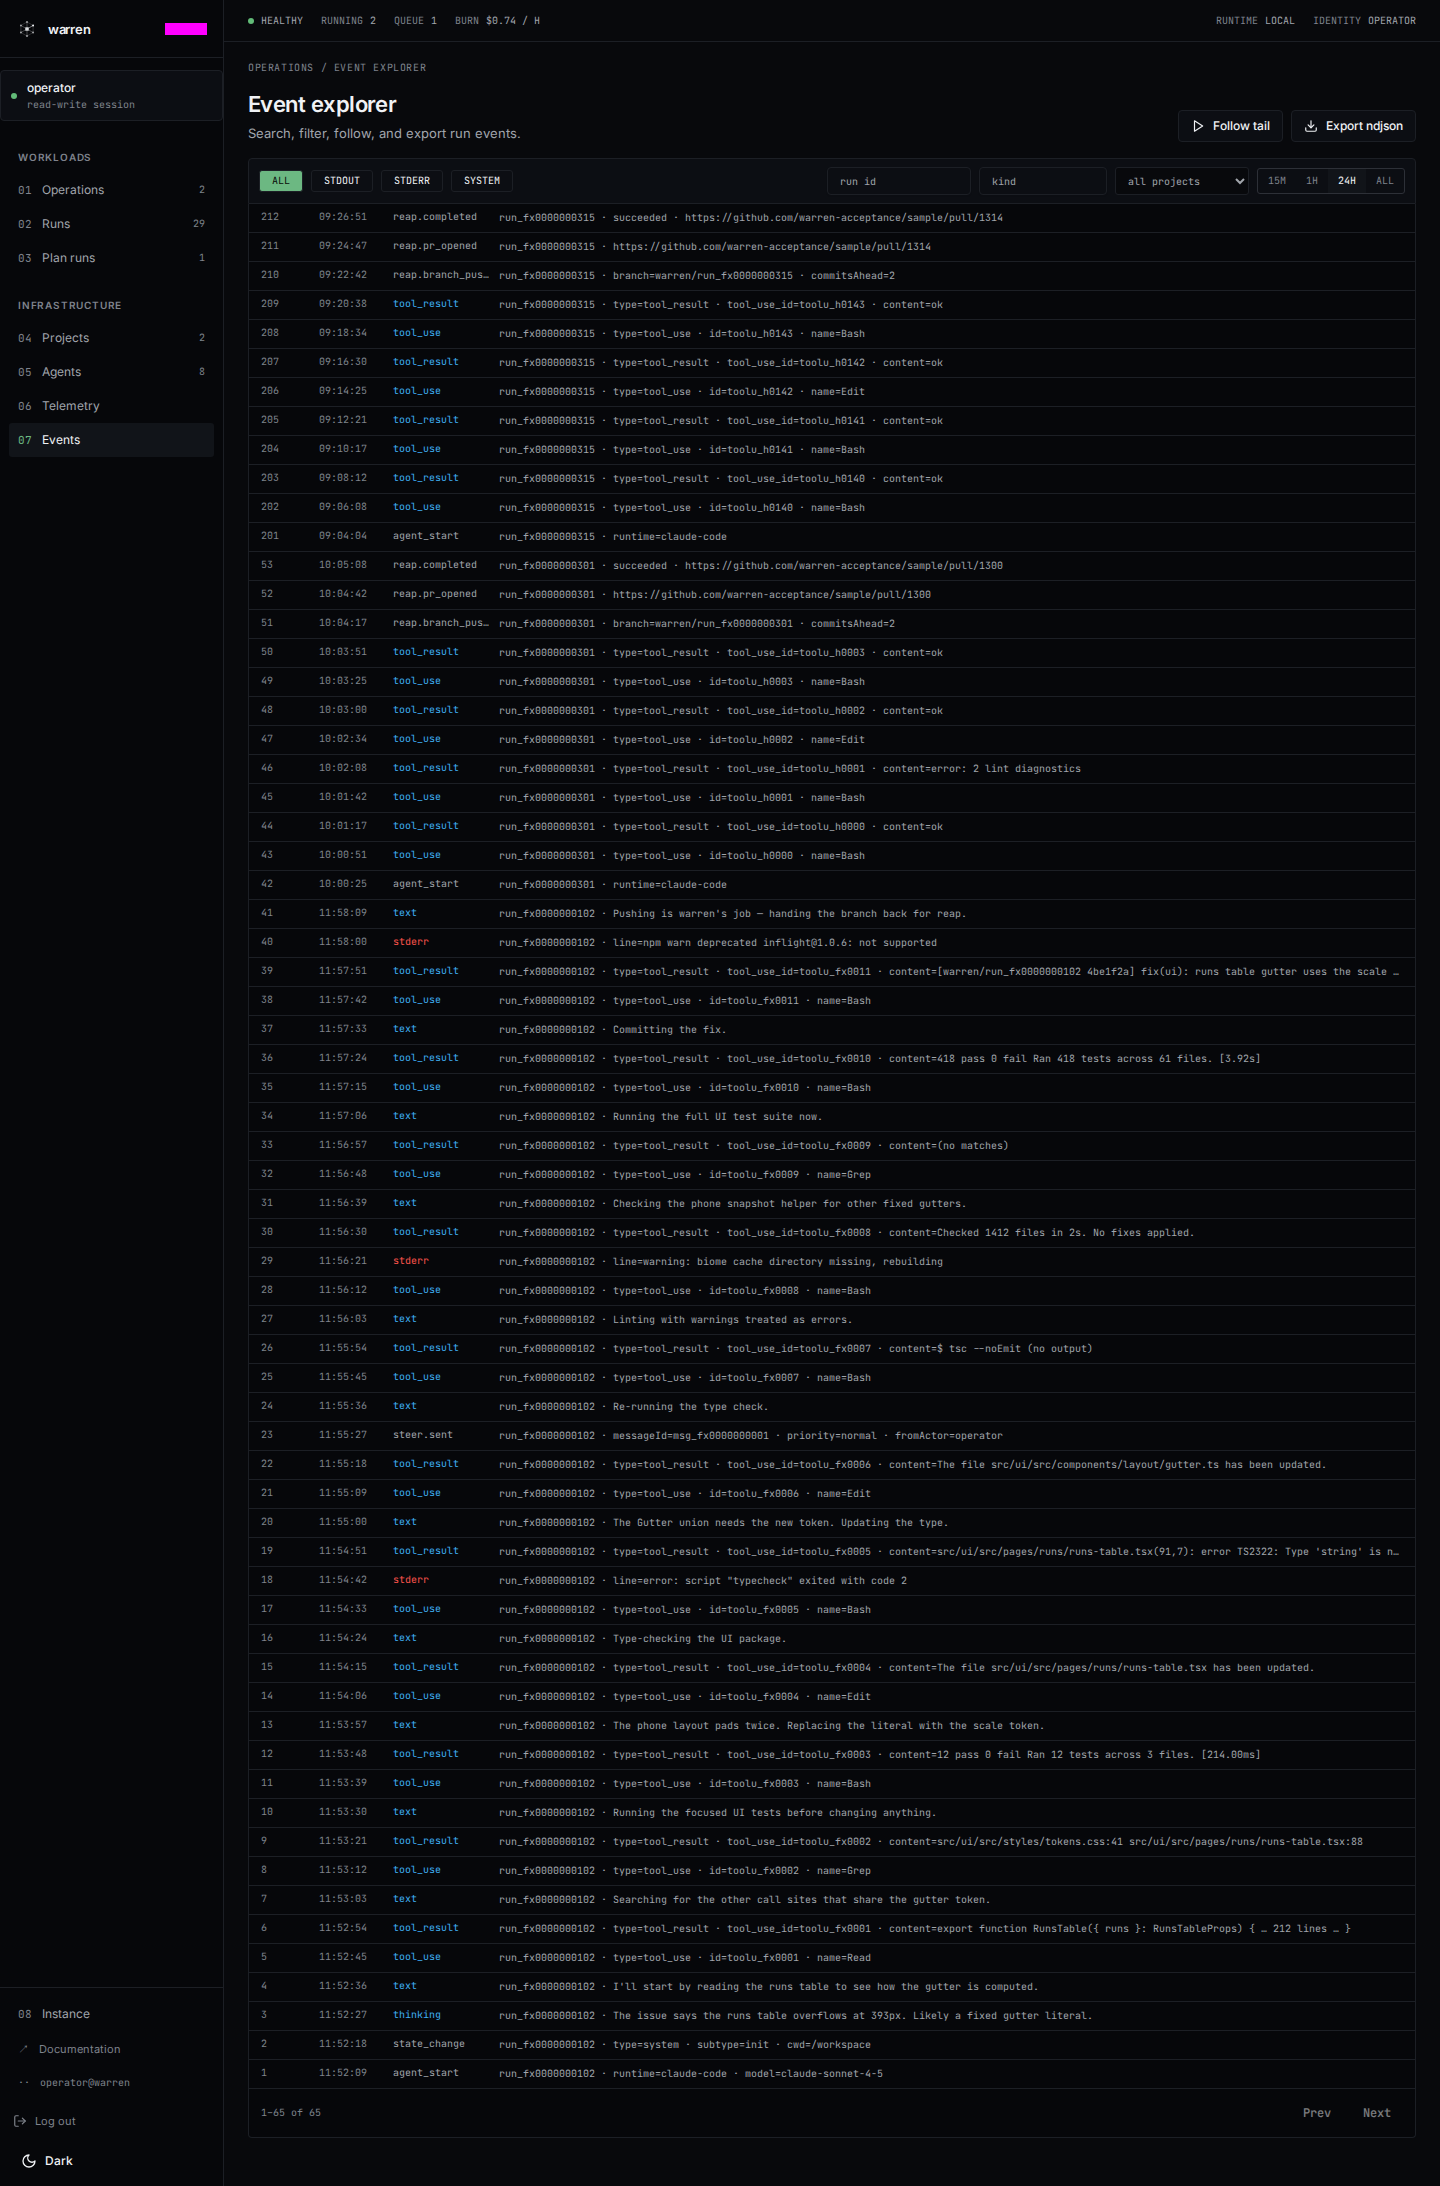 warren
operator
read-write session
WORKLOADS
01 Operations 2
02 Runs 29
03 Plan runs 1
INFRASTRUCTURE
04 Projects 2
05 Agents 8
06 Telemetry
07 Events
08 Instance
Documentation
operator@warren
Log out
Dark
HEALTHY RUNNING 2 QUEUE 1 BURN $0.74 / H RUNTIME LOCAL IDENTITY OPERATOR
OPERATIONS / EVENT EXPLORER
Event explorer
Search, filter, follow, and export run events.
Follow tail Export ndjson
ALL STDOUT STDERR SYSTEM run id kind all projects 15M 1H 24H ALL
212 09:26:51 reap.completed run_fx0000000315 · succeeded · https://github.com/warren-acceptance/sample/pull/1314
211 09:24:47 reap.pr_opened run_fx0000000315 · https://github.com/warren-acceptance/sample/pull/1314
210 09:22:42 reap.branch_pus… run_fx0000000315 · branch=warren/run_fx0000000315 · commitsAhead=2
209 09:20:38 tool_result run_fx0000000315 · type=tool_result · tool_use_id=toolu_h0143 · content=ok
208 09:18:34 tool_use run_fx0000000315 · type=tool_use · id=toolu_h0143 · name=Bash
207 09:16:30 tool_result run_fx0000000315 · type=tool_result · tool_use_id=toolu_h0142 · content=ok
206 09:14:25 tool_use run_fx0000000315 · type=tool_use · id=toolu_h0142 · name=Edit
205 09:12:21 tool_result run_fx0000000315 · type=tool_result · tool_use_id=toolu_h0141 · content=ok
204 09:10:17 tool_use run_fx0000000315 · type=tool_use · id=toolu_h0141 · name=Bash
203 09:08:12 tool_result run_fx0000000315 · type=tool_result · tool_use_id=toolu_h0140 · content=ok
202 09:06:08 tool_use run_fx0000000315 · type=tool_use · id=toolu_h0140 · name=Bash
201 09:04:04 agent_start run_fx0000000315 · runtime=claude-code
53 10:05:08 reap.completed run_fx0000000301 · succeeded · https://github.com/warren-acceptance/sample/pull/1300
52 10:04:42 reap.pr_opened run_fx0000000301 · https://github.com/warren-acceptance/sample/pull/1300
51 10:04:17 reap.branch_pus… run_fx0000000301 · branch=warren/run_fx0000000301 · commitsAhead=2
50 10:03:51 tool_result run_fx0000000301 · type=tool_result · tool_use_id=toolu_h0003 · content=ok
49 10:03:25 tool_use run_fx0000000301 · type=tool_use · id=toolu_h0003 · name=Bash
48 10:03:00 tool_result run_fx0000000301 · type=tool_result · tool_use_id=toolu_h0002 · content=ok
47 10:02:34 tool_use run_fx0000000301 · type=tool_use · id=toolu_h0002 · name=Edit
46 10:02:08 tool_result run_fx0000000301 · type=tool_result · tool_use_id=toolu_h0001 · content=error: 2 lint diagnostics
45 10:01:42 tool_use run_fx0000000301 · type=tool_use · id=toolu_h0001 · name=Bash
44 10:01:17 tool_result run_fx0000000301 · type=tool_result · tool_use_id=toolu_h0000 · content=ok
43 10:00:51 tool_use run_fx0000000301 · type=tool_use · id=toolu_h0000 · name=Bash
42 10:00:25 agent_start run_fx0000000301 · runtime=claude-code
41 11:58:09 text run_fx0000000102 · Pushing is warren's job — handing the branch back for reap.
40 11:58:00 stderr run_fx0000000102 · line=npm warn deprecated inflight@1.0.6: not supported
39 11:57:51 tool_result run_fx0000000102 · type=tool_result · tool_use_id=toolu_fx0011 · content=[warren/run_fx0000000102 4be1f2a] fix(ui): runs table gutter uses the scale …
38 11:57:42 tool_use run_fx0000000102 · type=tool_use · id=toolu_fx0011 · name=Bash
37 11:57:33 text run_fx0000000102 · Committing the fix.
36 11:57:24 tool_result run_fx0000000102 · type=tool_result · tool_use_id=toolu_fx0010 · content=418 pass 0 fail Ran 418 tests across 61 files. [3.92s]
35 11:57:15 tool_use run_fx0000000102 · type=tool_use · id=toolu_fx0010 · name=Bash
34 11:57:06 text run_fx0000000102 · Running the full UI test suite now.
33 11:56:57 tool_result run_fx0000000102 · type=tool_result · tool_use_id=toolu_fx0009 · content=(no matches)
32 11:56:48 tool_use run_fx0000000102 · type=tool_use · id=toolu_fx0009 · name=Grep
31 11:56:39 text run_fx0000000102 · Checking the phone snapshot helper for other fixed gutters.
30 11:56:30 tool_result run_fx0000000102 · type=tool_result · tool_use_id=toolu_fx0008 · content=Checked 1412 files in 2s. No fixes applied.
29 11:56:21 stderr run_fx0000000102 · line=warning: biome cache directory missing, rebuilding
28 11:56:12 tool_use run_fx0000000102 · type=tool_use · id=toolu_fx0008 · name=Bash
27 11:56:03 text run_fx0000000102 · Linting with warnings treated as errors.
26 11:55:54 tool_result run_fx0000000102 · type=tool_result · tool_use_id=toolu_fx0007 · content=$ tsc --noEmit (no output)
25 11:55:45 tool_use run_fx0000000102 · type=tool_use · id=toolu_fx0007 · name=Bash
24 11:55:36 text run_fx0000000102 · Re-running the type check.
23 11:55:27 steer.sent run_fx0000000102 · messageId=msg_fx0000000001 · priority=normal · fromActor=operator
22 11:55:18 tool_result run_fx0000000102 · type=tool_result · tool_use_id=toolu_fx0006 · content=The file src/ui/src/components/layout/gutter.ts has been updated.
21 11:55:09 tool_use run_fx0000000102 · type=tool_use · id=toolu_fx0006 · name=Edit
20 11:55:00 text run_fx0000000102 · The Gutter union needs the new token. Updating the type.
19 11:54:51 tool_result run_fx0000000102 · type=tool_result · tool_use_id=toolu_fx0005 · content=src/ui/src/pages/runs/runs-table.tsx(91,7): error TS2322: Type 'string' is n…
18 11:54:42 stderr run_fx0000000102 · line=error: script "typecheck" exited with code 2
17 11:54:33 tool_use run_fx0000000102 · type=tool_use · id=toolu_fx0005 · name=Bash
16 11:54:24 text run_fx0000000102 · Type-checking the UI package.
15 11:54:15 tool_result run_fx0000000102 · type=tool_result · tool_use_id=toolu_fx0004 · content=The file src/ui/src/pages/runs/runs-table.tsx has been updated.
14 11:54:06 tool_use run_fx0000000102 · type=tool_use · id=toolu_fx0004 · name=Edit
13 11:53:57 text run_fx0000000102 · The phone layout pads twice. Replacing the literal with the scale token.
12 11:53:48 tool_result run_fx0000000102 · type=tool_result · tool_use_id=toolu_fx0003 · content=12 pass 0 fail Ran 12 tests across 3 files. [214.00ms]
11 11:53:39 tool_use run_fx0000000102 · type=tool_use · id=toolu_fx0003 · name=Bash
10 11:53:30 text run_fx0000000102 · Running the focused UI tests before changing anything.
9 11:53:21 tool_result run_fx0000000102 · type=tool_result · tool_use_id=toolu_fx0002 · content=src/ui/src/styles/tokens.css:41 src/ui/src/pages/runs/runs-table.tsx:88
8 11:53:12 tool_use run_fx0000000102 · type=tool_use · id=toolu_fx0002 · name=Grep
7 11:53:03 text run_fx0000000102 · Searching for the other call sites that share the gutter token.
6 11:52:54 tool_result run_fx0000000102 · type=tool_result · tool_use_id=toolu_fx0001 · content=export function RunsTable({ runs }: RunsTableProps) { … 212 lines … }
5 11:52:45 tool_use run_fx0000000102 · type=tool_use · id=toolu_fx0001 · name=Read
4 11:52:36 text run_fx0000000102 · I'll start by reading the runs table to see how the gutter is computed.
3 11:52:27 thinking run_fx0000000102 · The issue says the runs table overflows at 393px. Likely a fixed gutter literal.
2 11:52:18 state_change run_fx0000000102 · type=system · subtype=init · cwd=/workspace
1 11:52:09 agent_start run_fx0000000102 · runtime=claude-code · model=claude-sonnet-4-5
1–65 of 65 Prev Next